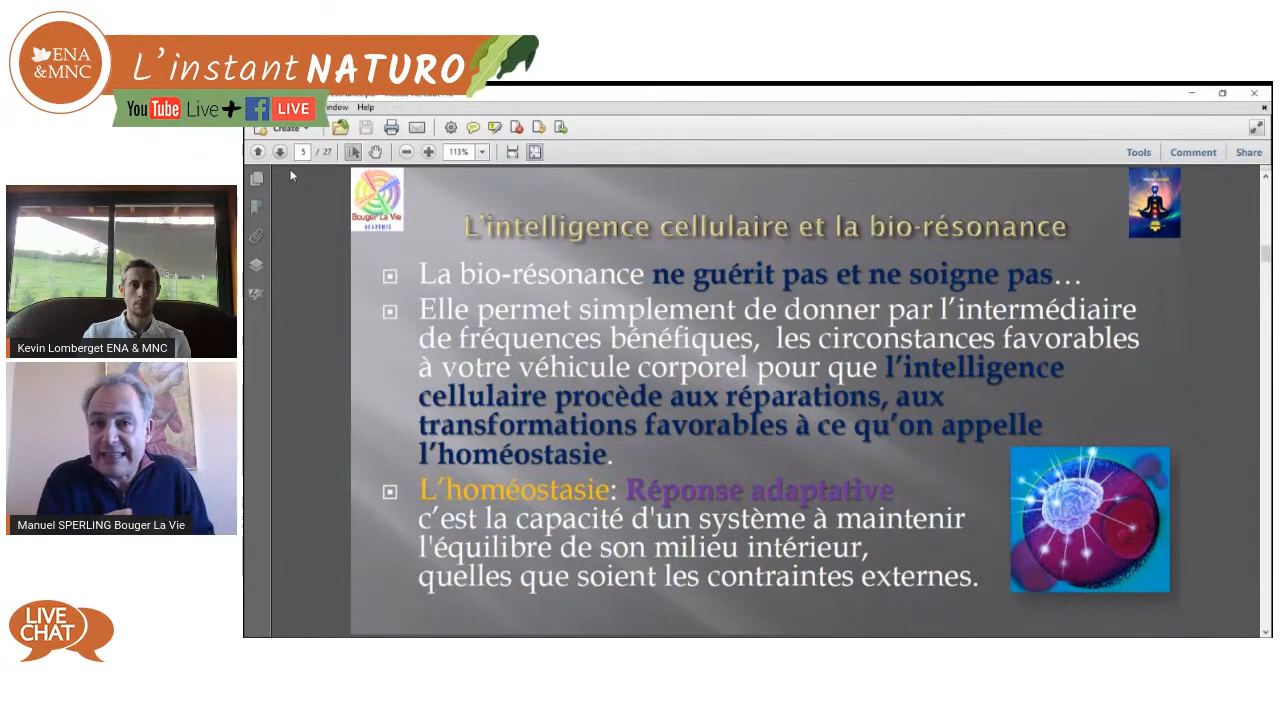 ENA
&MNC
L'instant NATURO
YouTube Live+ f LIVE
indow Help
Create
5 / 27
113%
Tools Comment Share
Bouger La Vie
ACADEMIE
L'intelligence cellulaire et la bio-résonance
La bio-résonance ne guérit pas et ne soigne pas…
Elle permet simplement de donner par l'intermédiaire
de fréquences bénéfiques, les circonstances favorables
à votre véhicule corporel pour que l'intelligence
cellulaire procède aux réparations, aux
transformations favorables à ce qu'on appelle
l'homéostasie.
L'homéostasie: Réponse adaptative
c'est la capacité d'un système à maintenir
l'équilibre de son milieu intérieur,
quelles que soient les contraintes externes.
Kevin Lomberget ENA & MNC
Manuel SPERLING Bouger La Vie
LIVE
CHAT